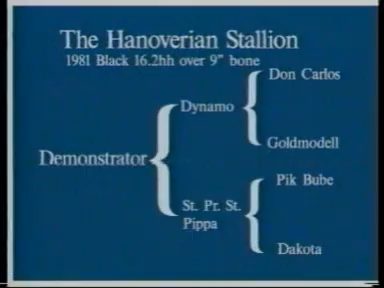 The Hanoverian Stallion
1981 Black 16.2hh over 9" bone
Don Carlos
Dynamo
Goldmodell
Demonstrator
Pik Bube
St. Pr. St.
Pippa
Dakota